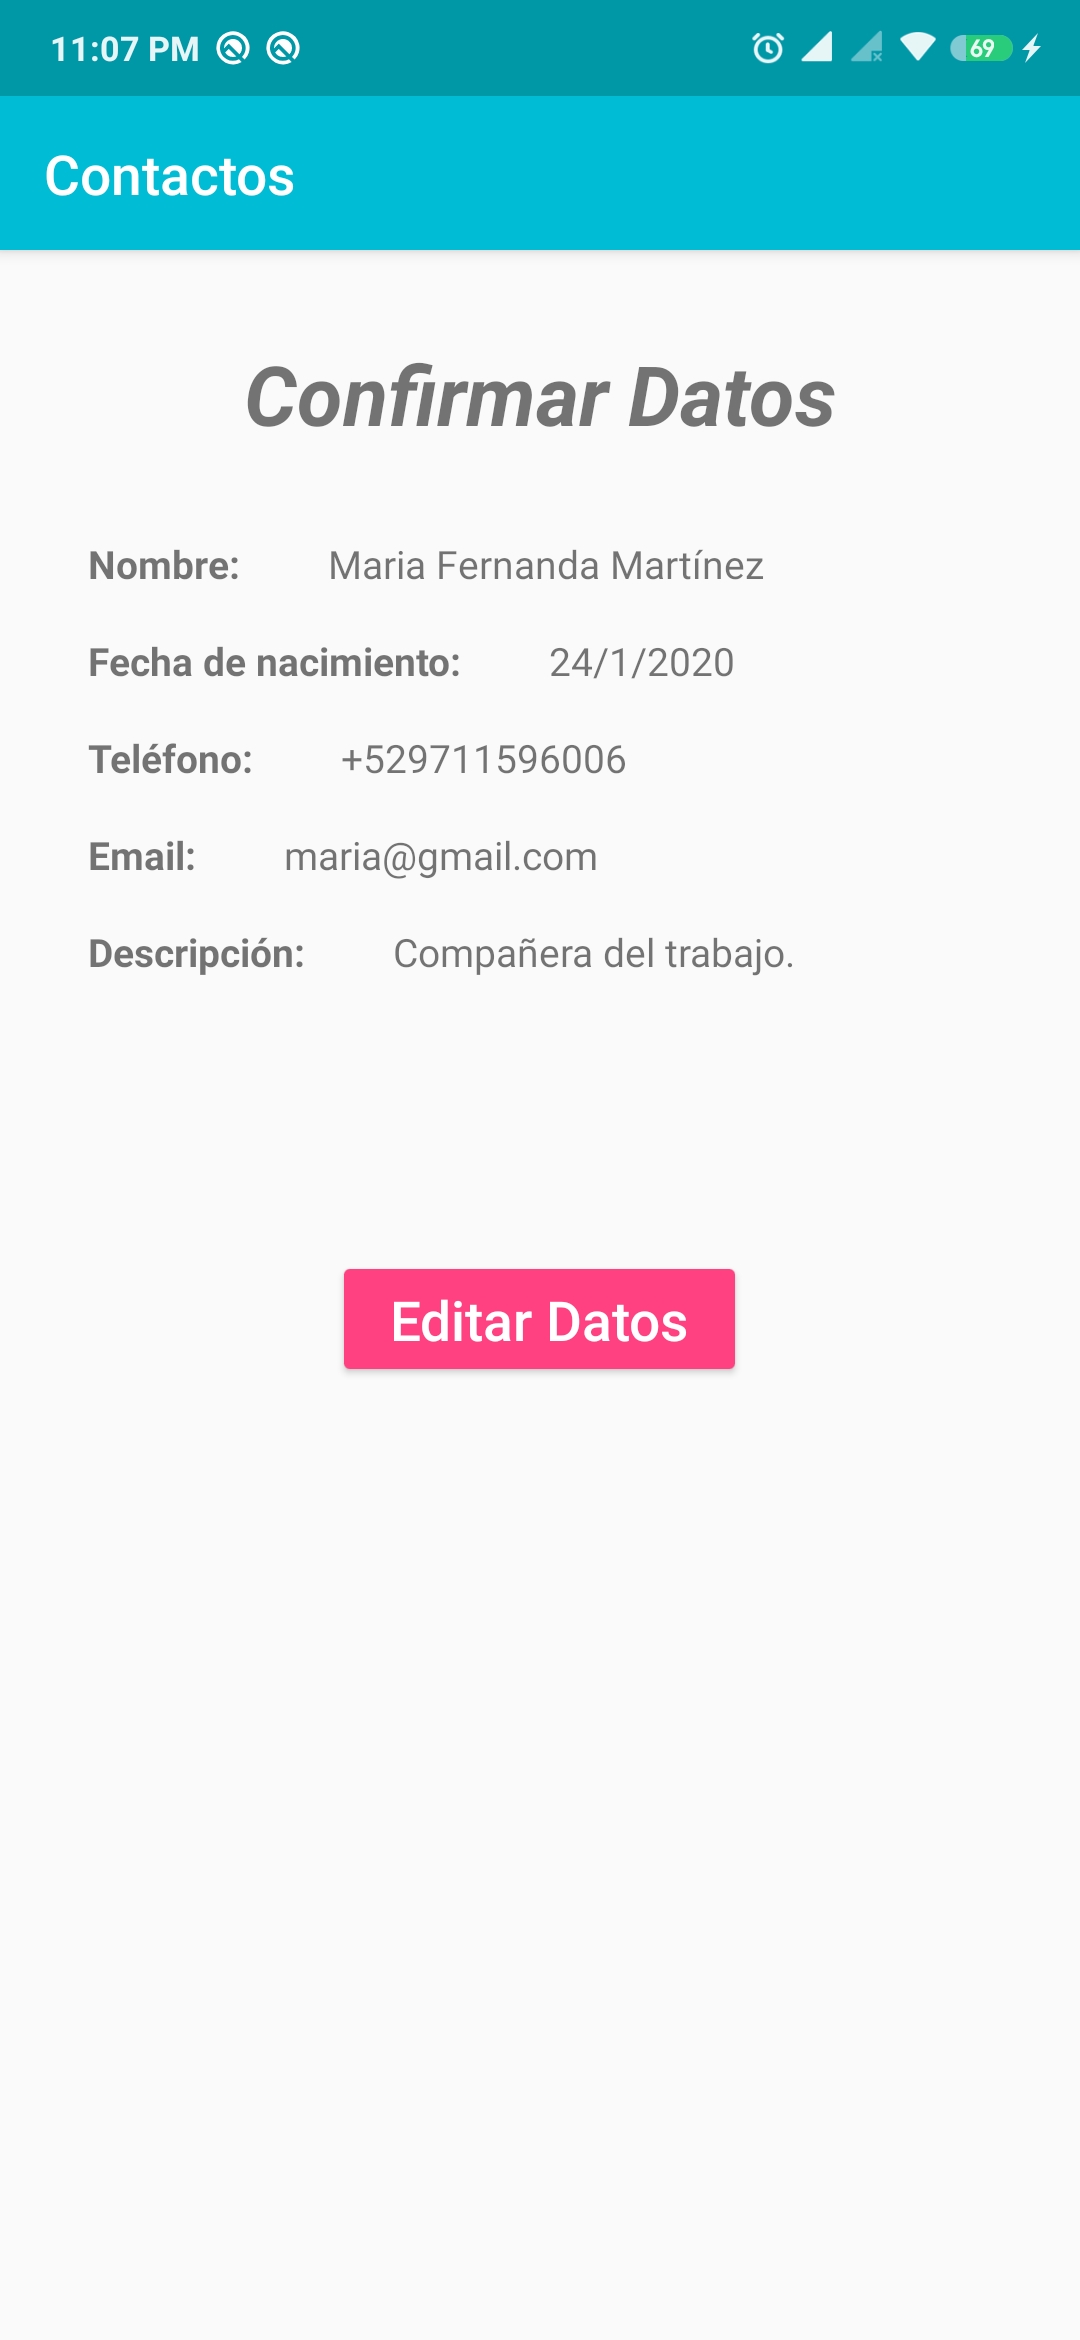 11:07 PM 69
Contactos
Confirmar Datos
Nombre: Maria Fernanda Martínez
Fecha de nacimiento: 24/1/2020
Teléfono: +529711596006
Email: maria@gmail.com
Descripción: Compañera del trabajo.
Editar Datos